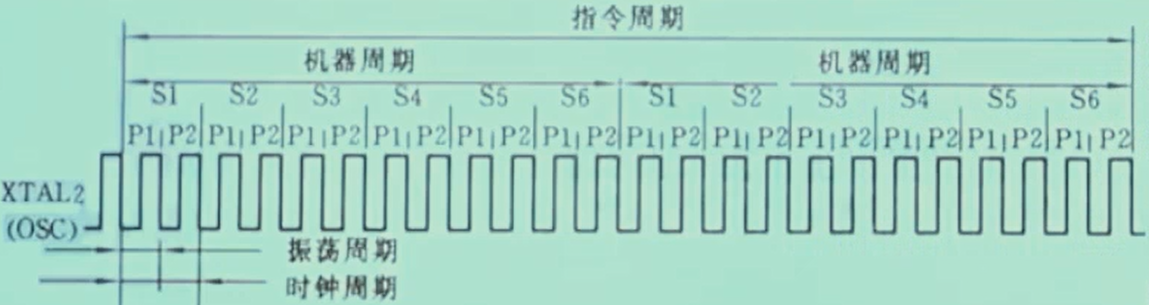 指令周期
机器周期 机器周期
S1 S2 S3 S4 S5 S6 S1 S2 S3 S4 S5 S6
P1 P2 P1 P2 P1 P2 P1 P2 P1 P2 P1 P2 P1 P2 P1 P2 P1 P2 P1 P2 P1 P2 P1 P2
XTAL2
(OSC)
振荡周期
时钟周期